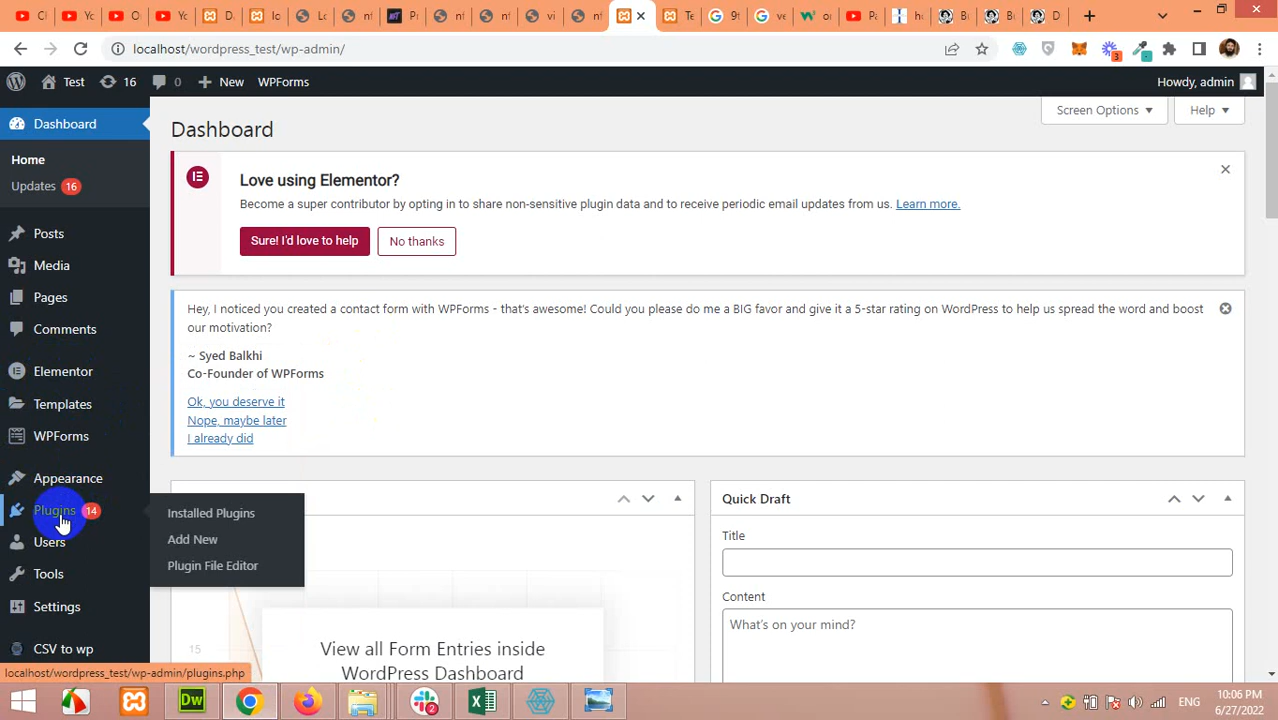 localhost/wordpress_test/wp-admin/
3
Test
16
0
New
WPForms
Howdy, admin
Dashboard
Home
Updates 16
Posts
Media
Pages
Comments
Elementor
Templates
WPForms
Appearance
Plugins 14
Users
Tools
Settings
CSV to wp
Installed Plugins
Add New
Plugin File Editor
Dashboard
Screen Options
Help
Love using Elementor?
Become a super contributor by opting in to share non-sensitive plugin data and to receive periodic email updates from us. Learn more.
Sure! I'd love to help
No thanks
Hey, I noticed you created a contact form with WPForms - that's awesome! Could you please do me a BIG favor and give it a 5-star rating on WordPress to help us spread the word and boost
our motivation?
~ Syed Balkhi
Co-Founder of WPForms
Ok, you deserve it
Nope, maybe later
I already did
15
View all Form Entries inside
WordPress Dashboard
Quick Draft
Title
Content
What's on your mind?
localhost/wordpress_test/wp-admin/plugins.php
Dw
2
ENG
10:06 PM
6/27/2022